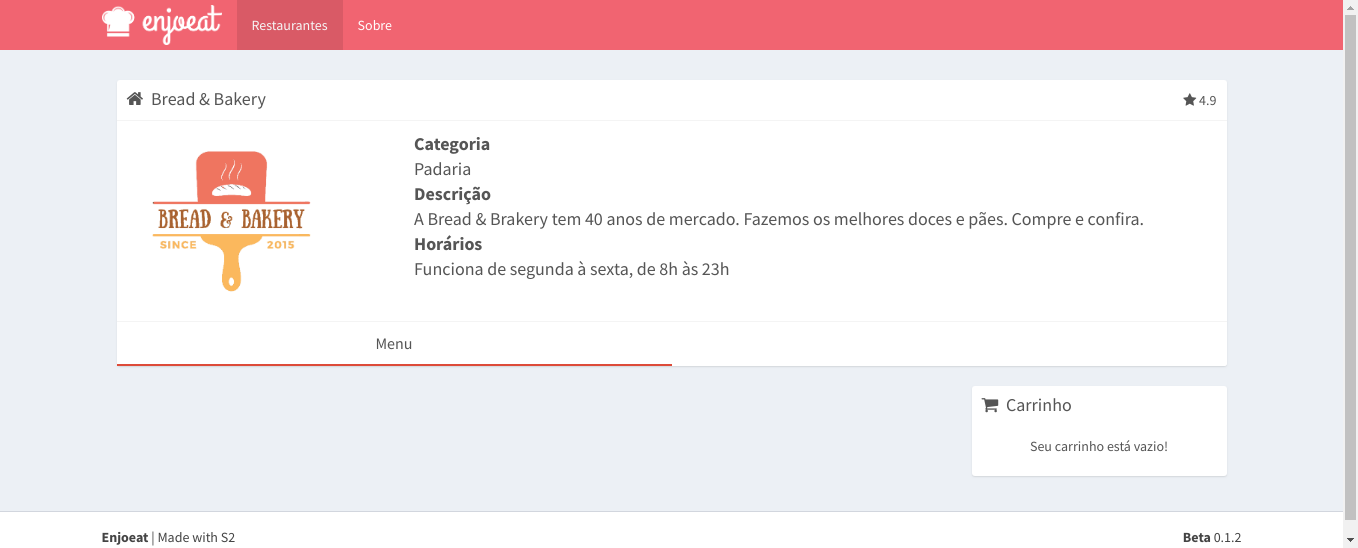 enjoeat
Restaurantes
Sobre
Bread & Bakery
4.9
BREAD & BAKERY
SINCE 2015
Categoria
Padaria
Descrição
A Bread & Brakery tem 40 anos de mercado. Fazemos os melhores doces e pães. Compre e confira.
Horários
Funciona de segunda à sexta, de 8h às 23h
Menu
Carrinho
Seu carrinho está vazio!
Enjoeat | Made with S2
Beta 0.1.2